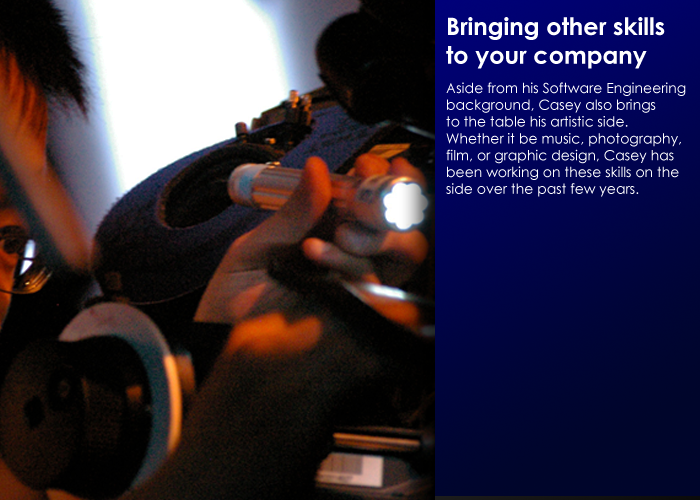 Bringing other skills
to your company
Aside from his Software Engineering
background, Casey also brings
to the table his artistic side.
Whether it be music, photography,
film, or graphic design, Casey has
been working on these skills on the
side over the past few years.